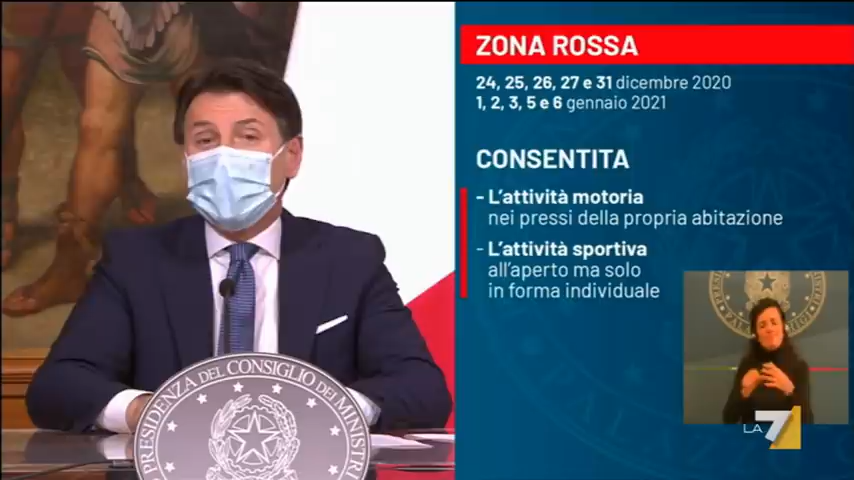 ZONA ROSSA
24, 25, 26, 27 e 31 dicembre 2020
1, 2, 3, 5 e 6 gennaio 2021
CONSENTITA
- L'attività motoria
nei pressi della propria abitazione
- L'attività sportiva
all'aperto ma solo
in forma individuale
PRESIDENZA DEL CONSIGLIO DEI MINISTRI
LA 7